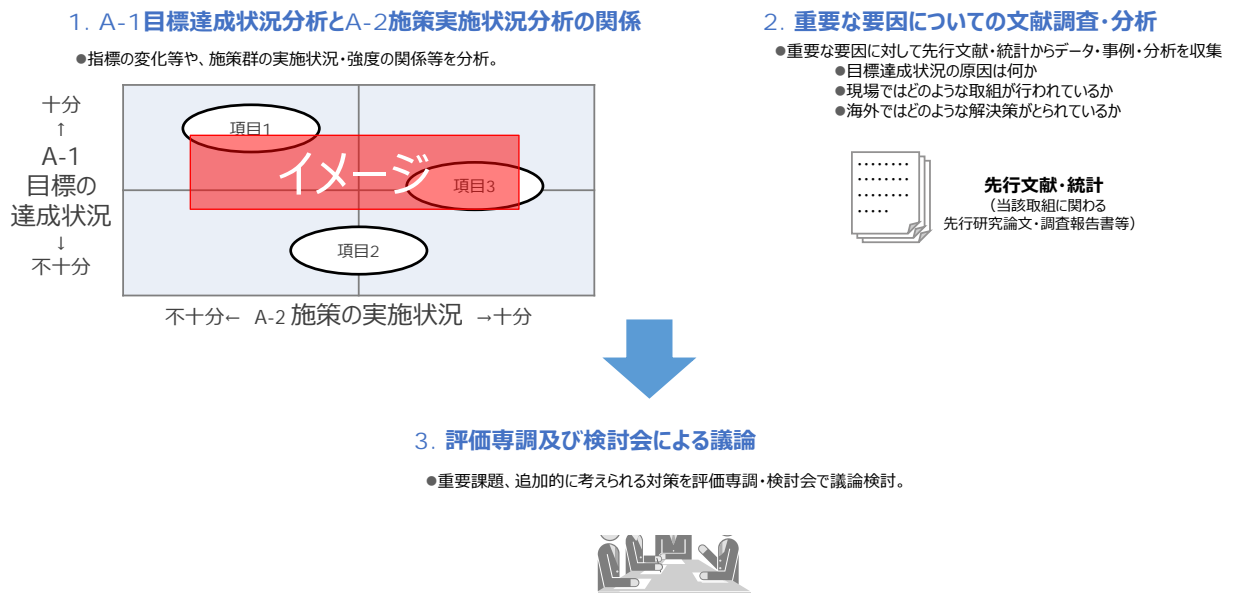 1. A-1目標達成状況分析とA-2施策実施状況分析の関係
●指標の変化等や、施策群の実施状況・強度の関係等を分析。
十分
↑
A-1
目標の
達成状況
↓
不十分
項目1
イメージ
項目3
項目2
不十分← A-2 施策の実施状況 →十分
2. 重要な要因についての文献調査・分析
●重要な要因に対して先行文献・統計からデータ・事例・分析を収集
●目標達成状況の原因は何か
●現場ではどのような取組が行われているか
●海外ではどのような解決策がとられているか
先行文献・統計
（当該取組に関わる
先行研究論文・調査報告書等）
3. 評価専調及び検討会による議論
●重要課題、追加的に考えられる対策を評価専調・検討会で議論検討。